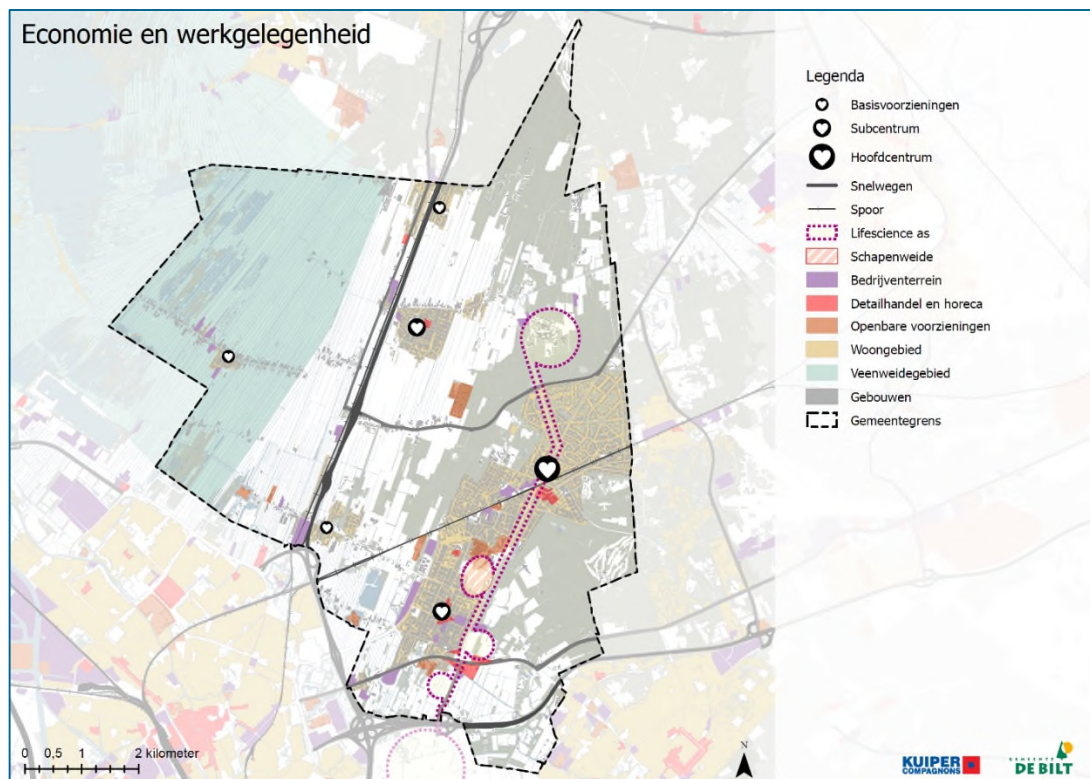 Economie en werkgelegenheid
Legenda
Basisvoorzieningen
Subcentrum
Hoofdcentrum
Snelwegen
Spoor
Lifescience as
Schapenweide
Bedrijventerrein
Detailhandel en horeca
Openbare voorzieningen
Woongebied
Veenweidegebied
Gebouwen
Gemeentegrens
0 0,5 1 2 kilometer
N
KUIPER
COMPAGNONS
GEMEENTE
DE BILT